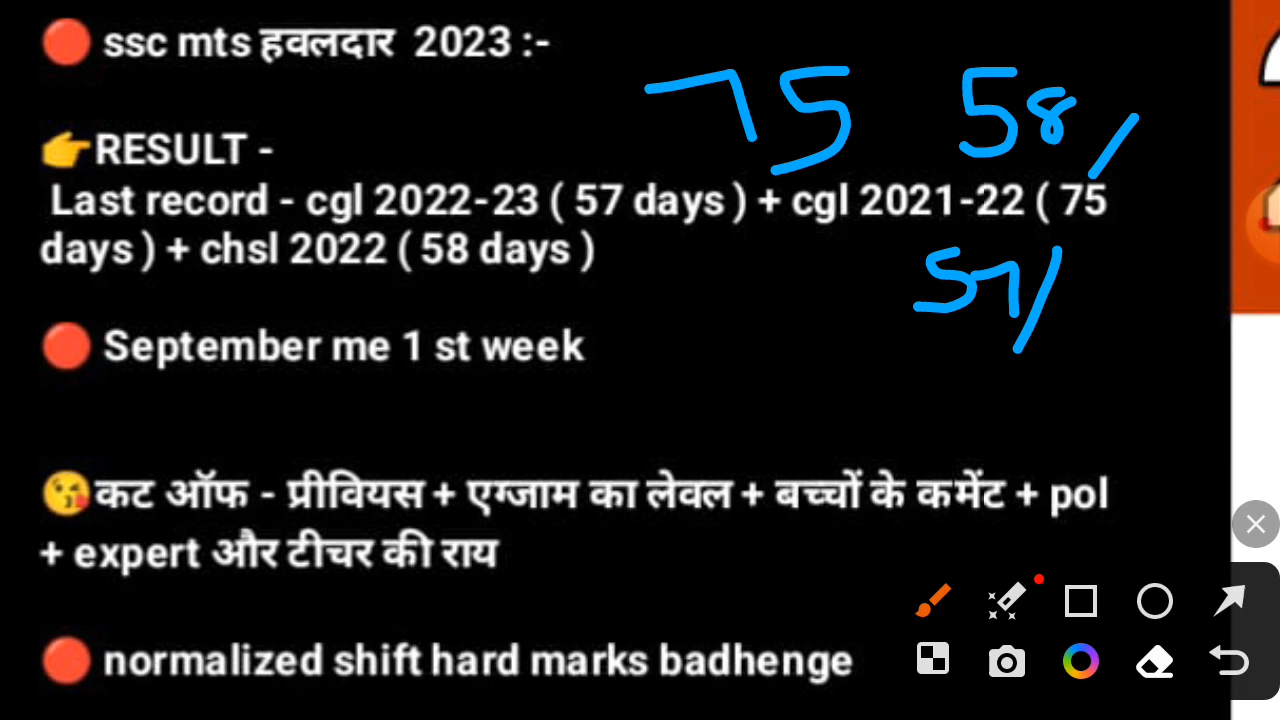 🔴 ssc mts हवलदार 2023 :-
75 58/
👉RESULT -
Last record - cgl 2022-23 ( 57 days ) + cgl 2021-22 ( 75
days ) + chsl 2022 ( 58 days )
57/
🔴 September me 1 st week
😘कट ऑफ - प्रीवियस + एग्जाम का लेवल + बच्चों के कमेंट + pol
+ expert और टीचर की राय
🔴 normalized shift hard marks badhenge